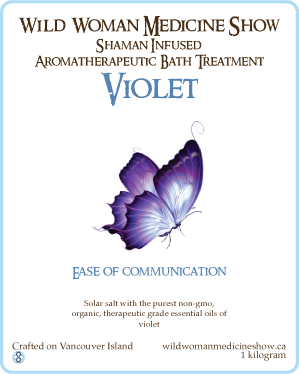 Wild Woman Medicine Show
Shaman Infused
Aromatherapeutic Bath Treatment
Violet
Ease of communication
Solar salt with the purest non-gmo,
organic, therapeutic grade essential oils of
violet
Crafted on Vancouver Island wildwomanmedicineshow.ca
1 kilogram